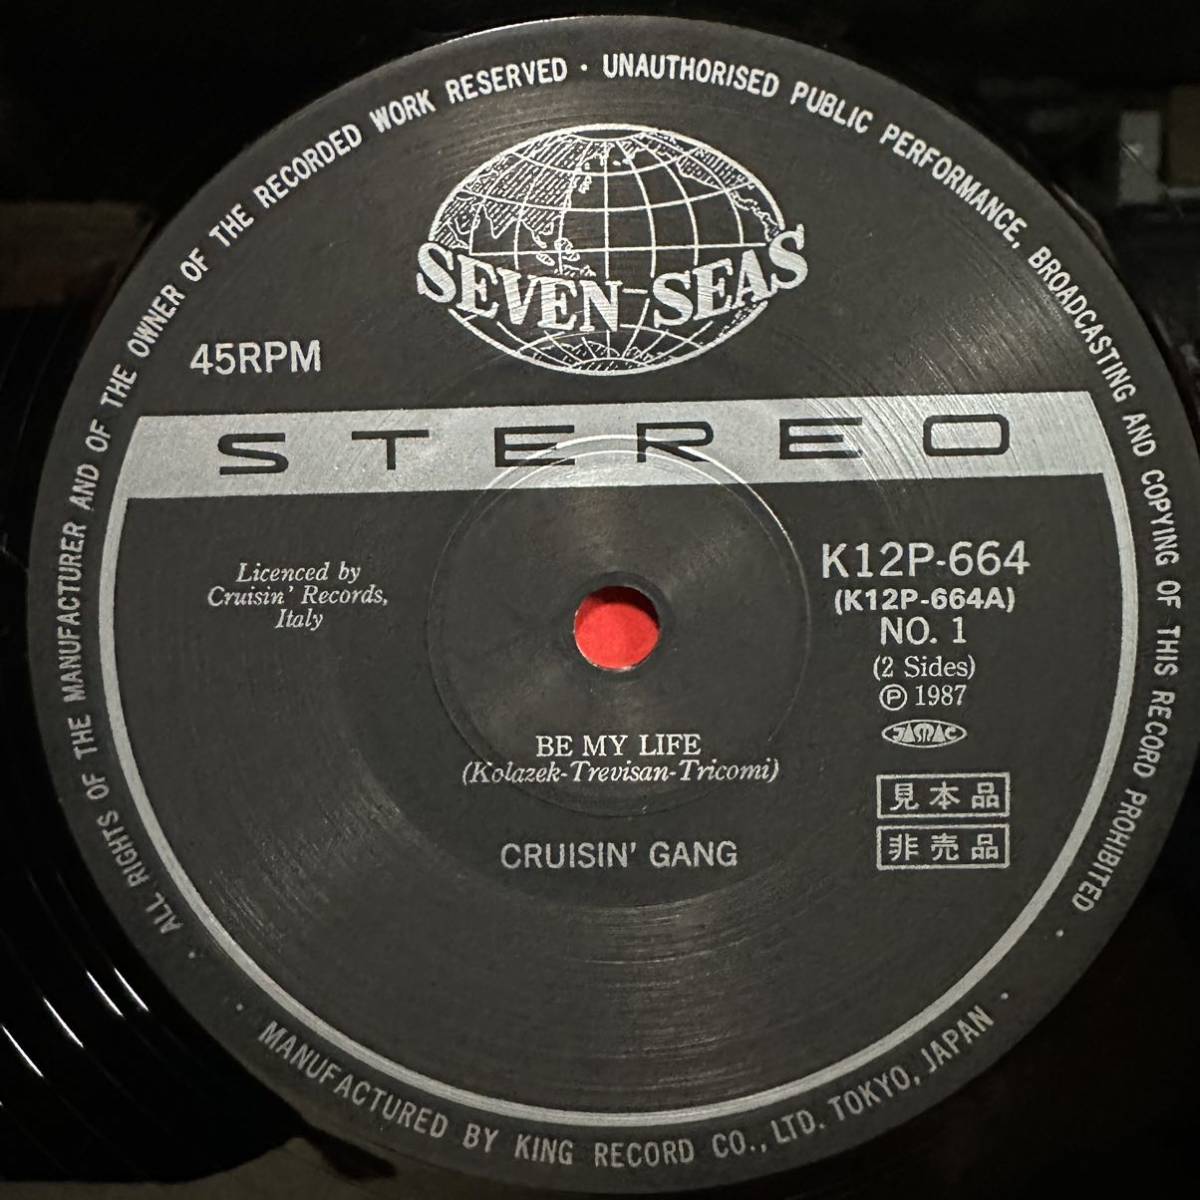 ALL RIGHTS OF THE MANUFACTURER AND OF THE OWNER OF THE RECORDED WORK RESERVED · UNAUTHORISED PUBLIC PERFORMANCE, BROADCASTING AND COPYING OF THIS RECORD PROHIBITED
SEVEN SEAS
45RPM
STEREO
Licenced by
Cruisin' Records,
Italy
K12P-664
(K12P-664A)
NO. 1
(2 Sides)
Ⓟ 1987
JASRAC
見本品
非売品
BE MY LIFE
(Kolazek-Trevisan-Tricomi)
CRUISIN' GANG
· MANUFACTURED BY KING RECORD CO., LTD. TOKYO, JAPAN ·